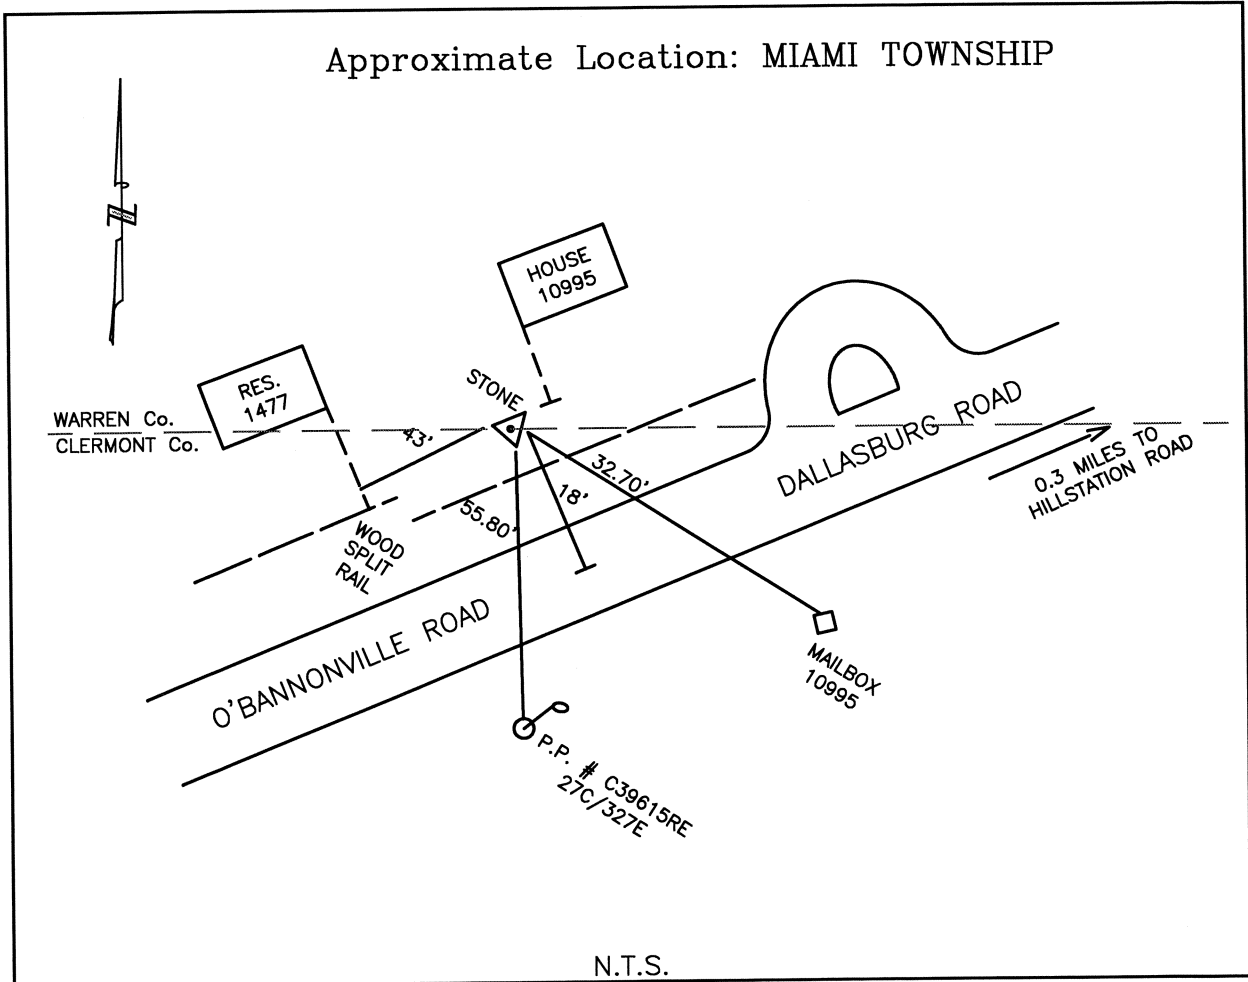 Approximate Location: MIAMI TOWNSHIP
N
HOUSE
10995
RES.
1477
STONE
WARREN Co.
CLERMONT Co.
43'
DALLASBURG ROAD
0.3 MILES TO
HILLSTATION ROAD
32.70'
18'
55.80'
WOOD
SPLIT
RAIL
O'BANNONVILLE ROAD
MAILBOX
10995
P.P. # C39615RE
27C/327E
N.T.S.